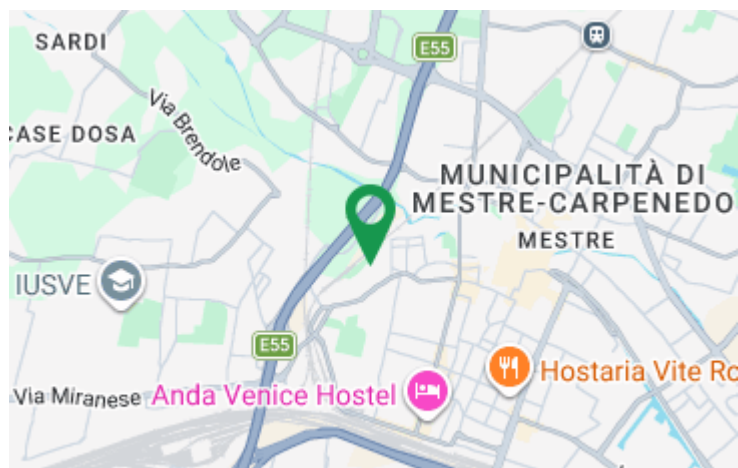 SARDI
E55
Via Brendole
CASE DOSA
MUNICIPALITÀ DI
MESTRE-CARPENEDO
MESTRE
IUSVE
E55
Via Miranese
Anda Venice Hostel
Hostaria Vite Ro